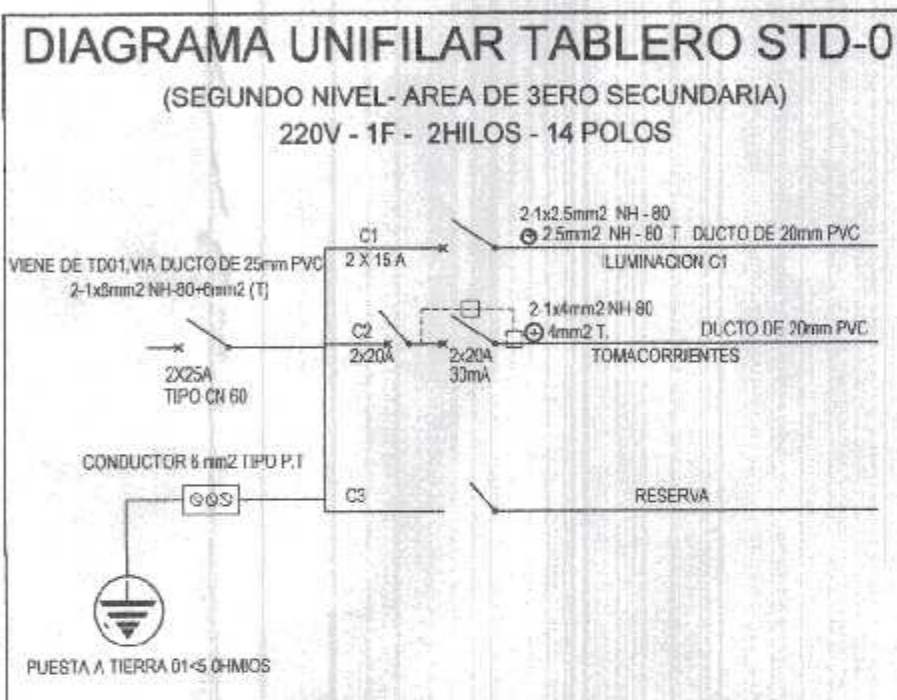 DIAGRAMA UNIFILAR TABLERO STD-0
(SEGUNDO NIVEL- AREA DE 3ERO SECUNDARIA)
220V - 1F - 2HILOS - 14 POLOS
2-1x2.5mm2 NH - 80
2.5mm2 NH - 80 T DUCTO DE 20mm PVC
C1
2 X 15 A
ILUMINACION C1
VIENE DE TD01,VIA DUCTO DE 25mm PVC
2-1x6mm2 NH-80+6mm2 (T)
2-1x4mm2 NH 80
4mm2 T. DUCTO DE 20mm PVC
C2
2x20A
2x20A
30mA
TOMACORRIENTES
2X25A
TIPO CN 60
CONDUCTOR 6 mm2 TIPO P.T
C3
RESERVA
PUESTA A TIERRA 01<5 OHMIOS